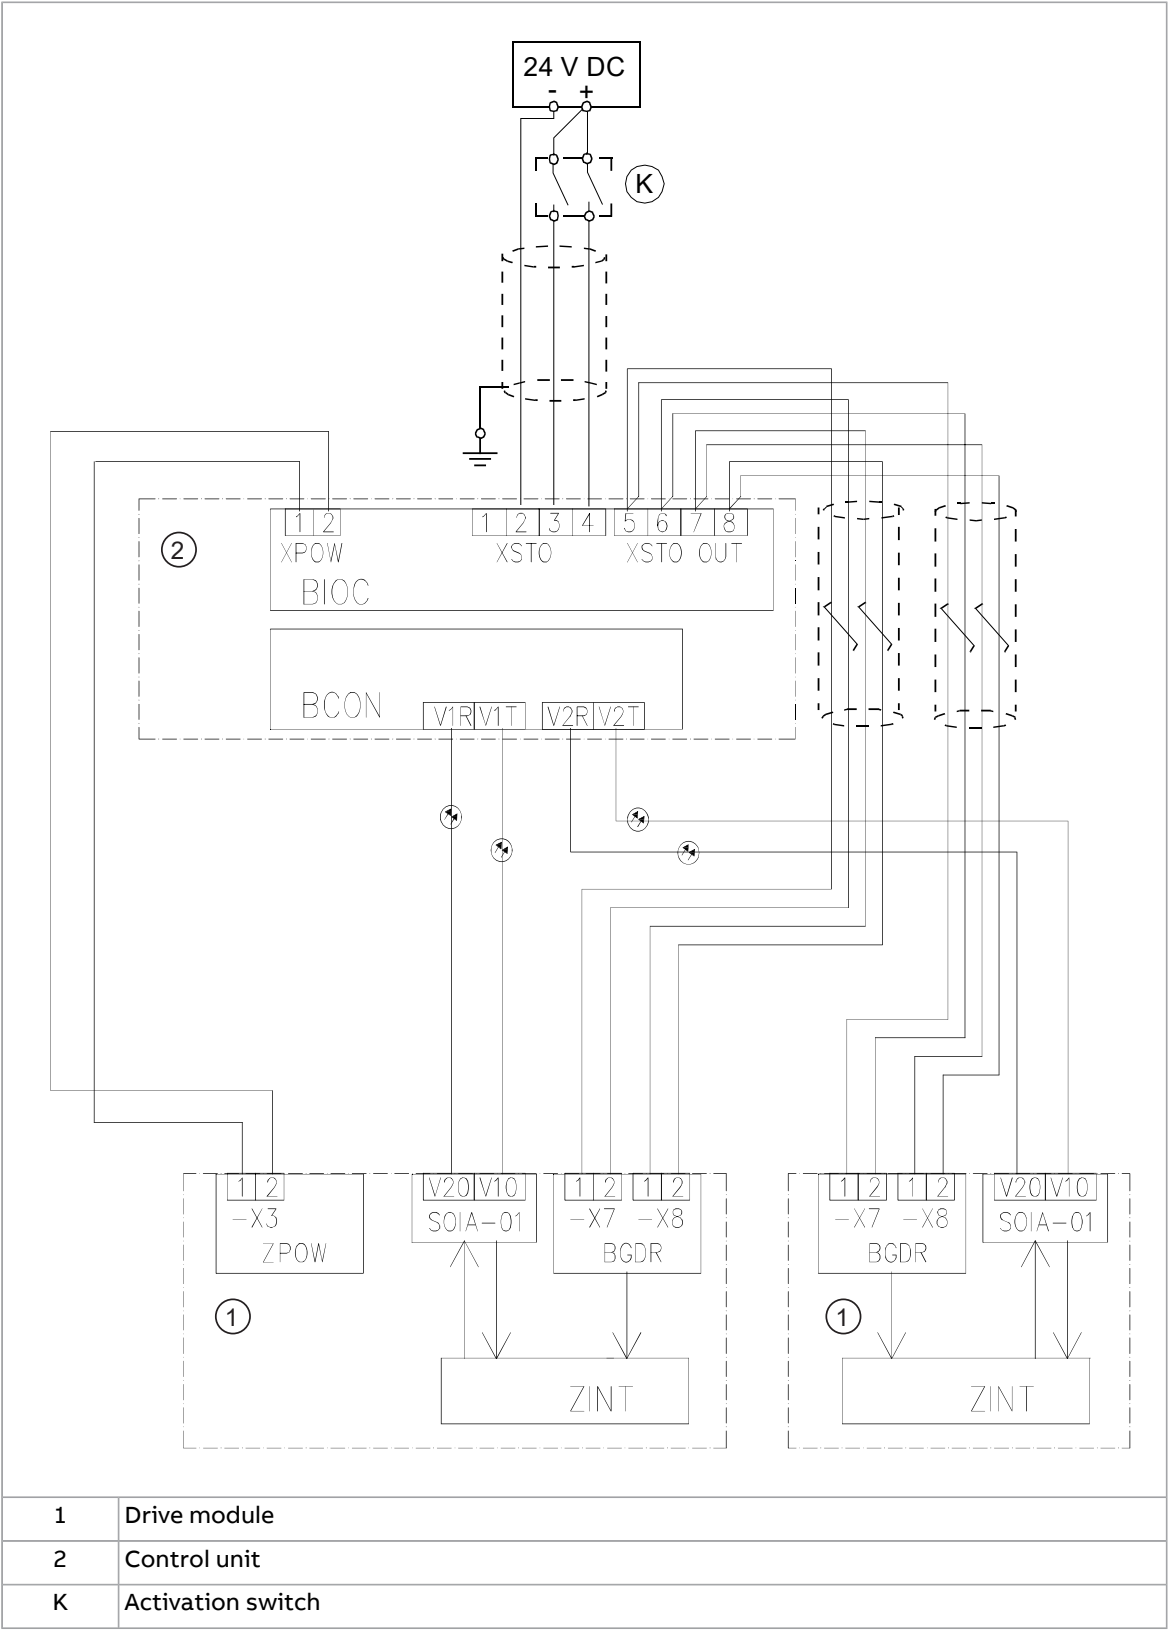 24 V DC
- +
K
2
1 2
XPOW
1 2 3 4
XSTO
5 6 7 8
XSTO OUT
BIOC
BCON
V1R V1T V2R V2T
1 2
-X3
ZPOW
V20 V10
SOIA-01
1 2 1 2
-X7 -X8
BGDR
1
ZINT
1 2 1 2
-X7 -X8
BGDR
V20 V10
SOIA-01
1
ZINT
1 Drive module
2 Control unit
K Activation switch